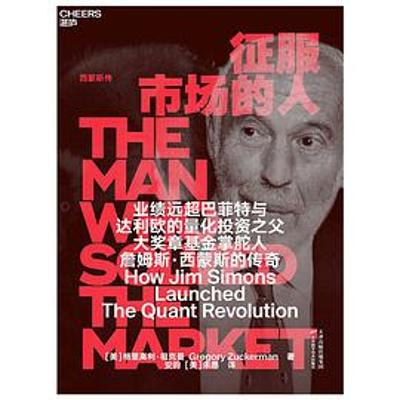 CHEERS
湛庐
西蒙斯传
征服
市场的人
THE
MAN
业绩远超巴菲特与
达利欧的量化投资之父
大奖章基金掌舵人
詹姆斯·西蒙斯的传奇
How Jim Simons
Launched
The Quant Revolution
THE
MARKET
[美]格里高利·祖克曼 Gregory Zuckerman 著
安昀 [美]朱昂 译